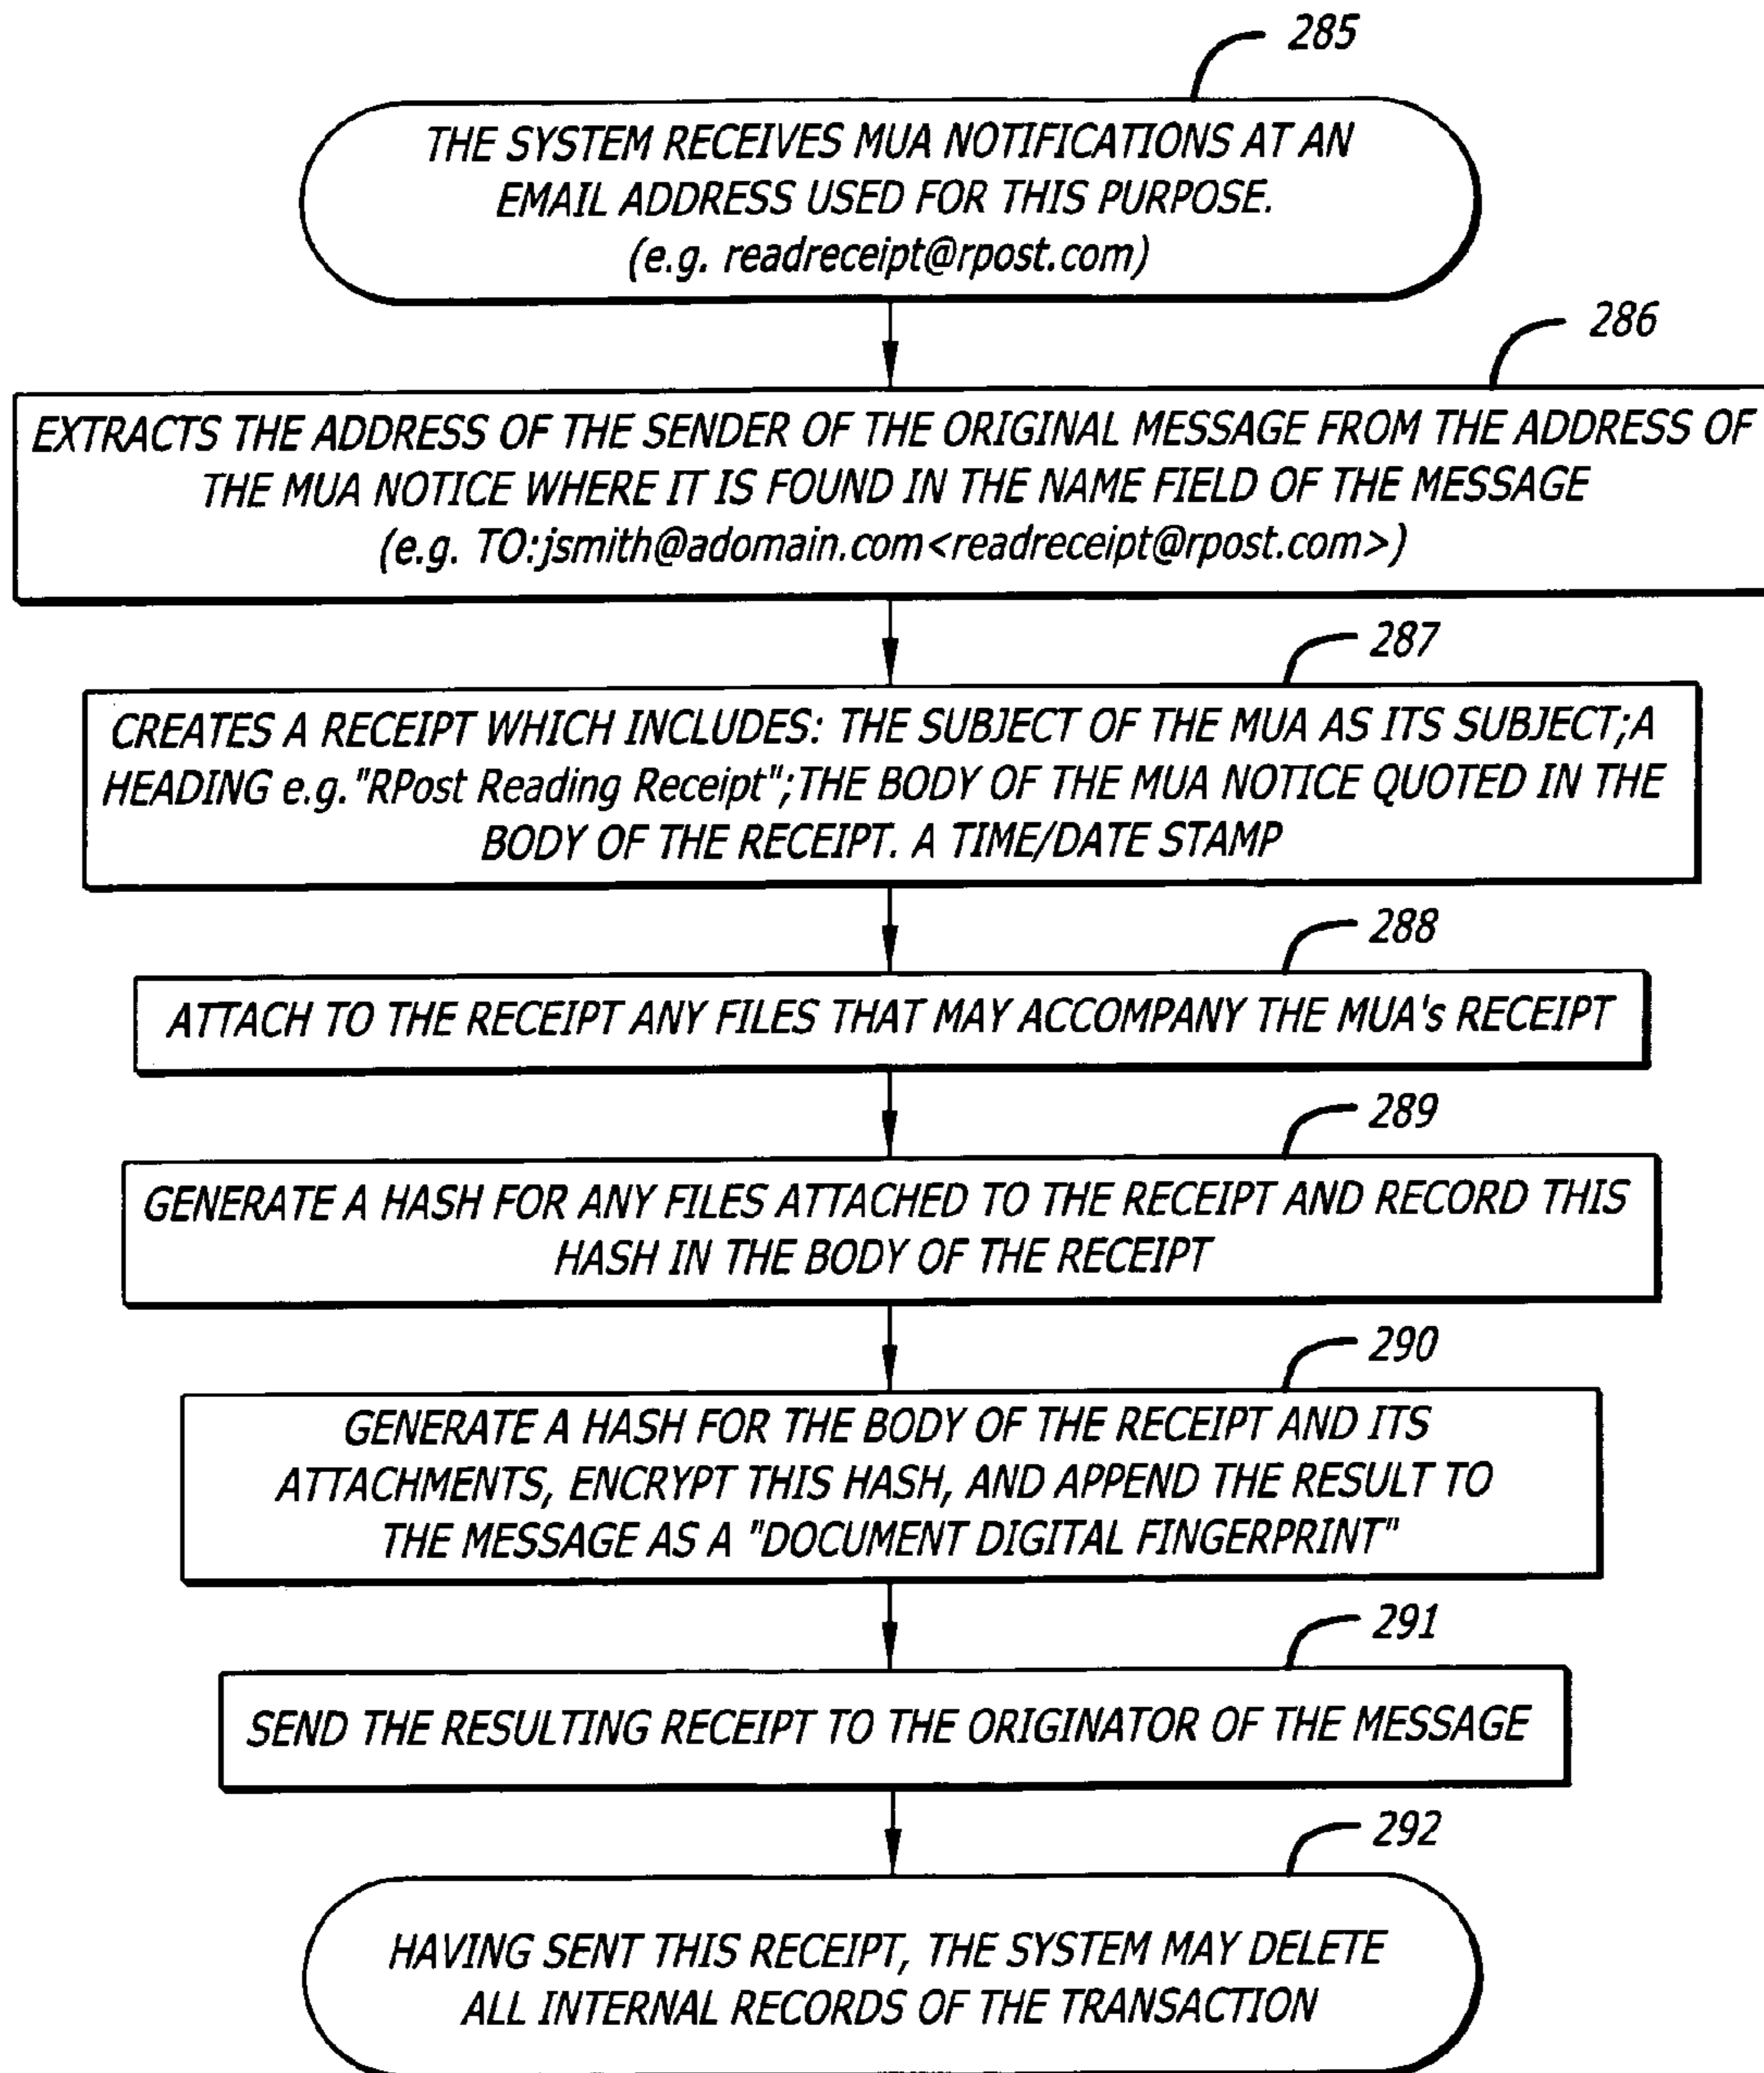 285
THE SYSTEM RECEIVES MUA NOTIFICATIONS AT AN
EMAIL ADDRESS USED FOR THIS PURPOSE.
(e.g. readreceipt@rpost.com)
286
EXTRACTS THE ADDRESS OF THE SENDER OF THE ORIGINAL MESSAGE FROM THE ADDRESS OF
THE MUA NOTICE WHERE IT IS FOUND IN THE NAME FIELD OF THE MESSAGE
(e.g. TO:jsmith@adomain.com<readreceipt@rpost.com>)
287
CREATES A RECEIPT WHICH INCLUDES: THE SUBJECT OF THE MUA AS ITS SUBJECT;A
HEADING e.g."RPost Reading Receipt";THE BODY OF THE MUA NOTICE QUOTED IN THE
BODY OF THE RECEIPT. A TIME/DATE STAMP
288
ATTACH TO THE RECEIPT ANY FILES THAT MAY ACCOMPANY THE MUA's RECEIPT
289
GENERATE A HASH FOR ANY FILES ATTACHED TO THE RECEIPT AND RECORD THIS
HASH IN THE BODY OF THE RECEIPT
290
GENERATE A HASH FOR THE BODY OF THE RECEIPT AND ITS
ATTACHMENTS, ENCRYPT THIS HASH, AND APPEND THE RESULT TO
THE MESSAGE AS A "DOCUMENT DIGITAL FINGERPRINT"
291
SEND THE RESULTING RECEIPT TO THE ORIGINATOR OF THE MESSAGE
292
HAVING SENT THIS RECEIPT, THE SYSTEM MAY DELETE
ALL INTERNAL RECORDS OF THE TRANSACTION